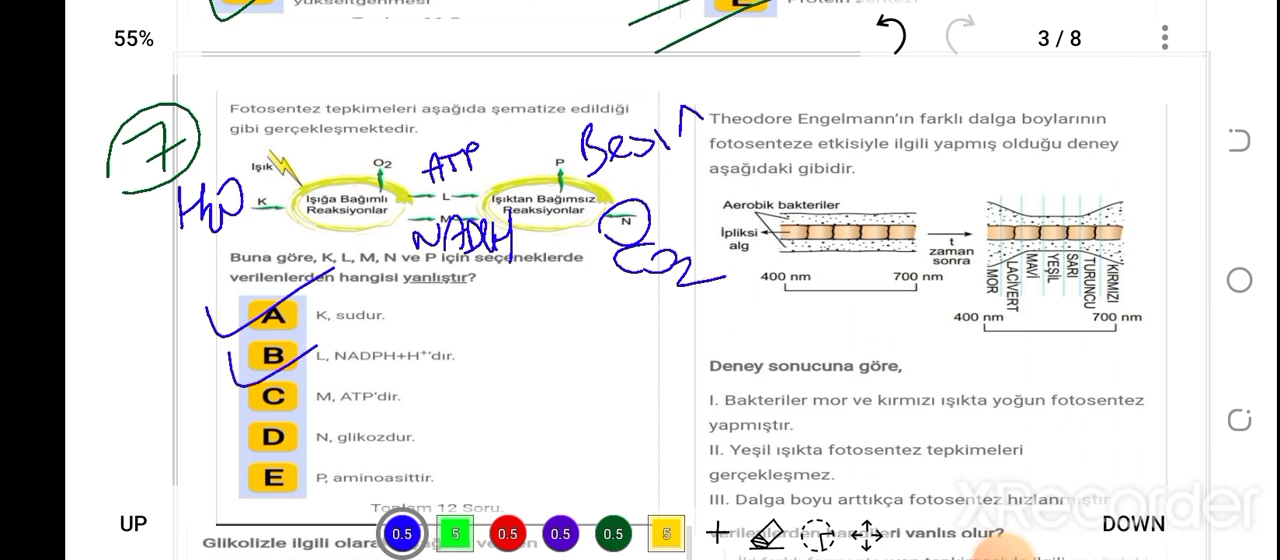 yükseltgenmesi
55%
3 / 8
7
Fotosentez tepkimeleri aşağıda şematize edildiği
gibi gerçekleşmektedir.
Işık
O2
P
ATP
Besin
H2O
K
Işığa Bağımlı
Reaksiyonlar
L
M
NADPH
Işıktan Bağımsız
Reaksiyonlar
N
CO2
Buna göre, K, L, M, N ve P için seçeneklerde
verilenlerden hangisi yanlıştır?
A K, sudur.
B L, NADPH+H+'dır.
C M, ATP'dir.
D N, glikozdur.
E P, aminoasittir.
Toplam 12 Soru.
Glikolizle ilgili olarak
Theodore Engelmann'ın farklı dalga boylarının
fotosenteze etkisiyle ilgili yapmış olduğu deney
aşağıdaki gibidir.
Aerobik bakteriler
İpliksi
alg
400 nm
700 nm
t
zaman
sonra
MOR
LACİVERT
MAVİ
YEŞİL
SARI
TURUNCU
KIRMIZI
400 nm
700 nm
Deney sonucuna göre,
I. Bakteriler mor ve kırmızı ışıkta yoğun fotosentez
yapmıştır.
II. Yeşil ışıkta fotosentez tepkimeleri
gerçekleşmez.
III. Dalga boyu arttıkça fotosentez hızlanmıştır.
yanlış olur?
UP
0.5
5
0.5
0.5
0.5
5
DOWN
XRecorder